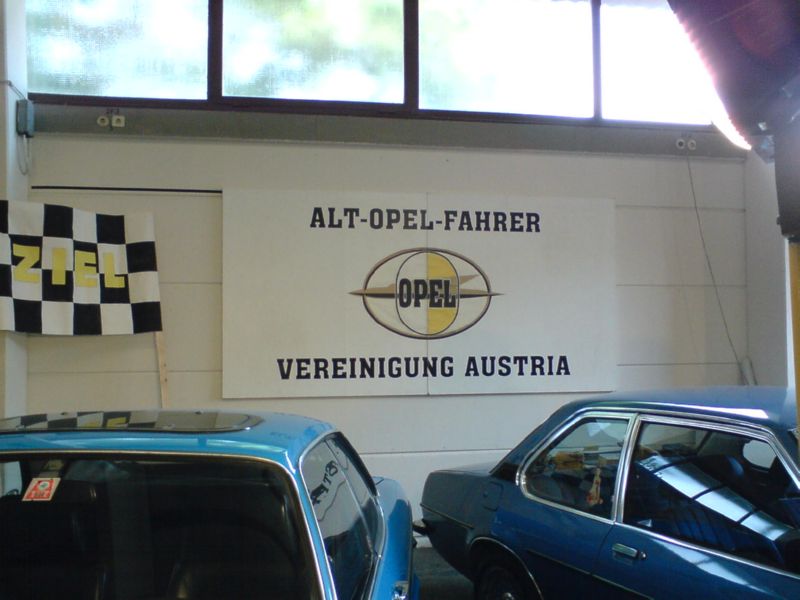 ALT-OPEL-FAHRER
ZIEL
OPEL
VEREINIGUNG AUSTRIA